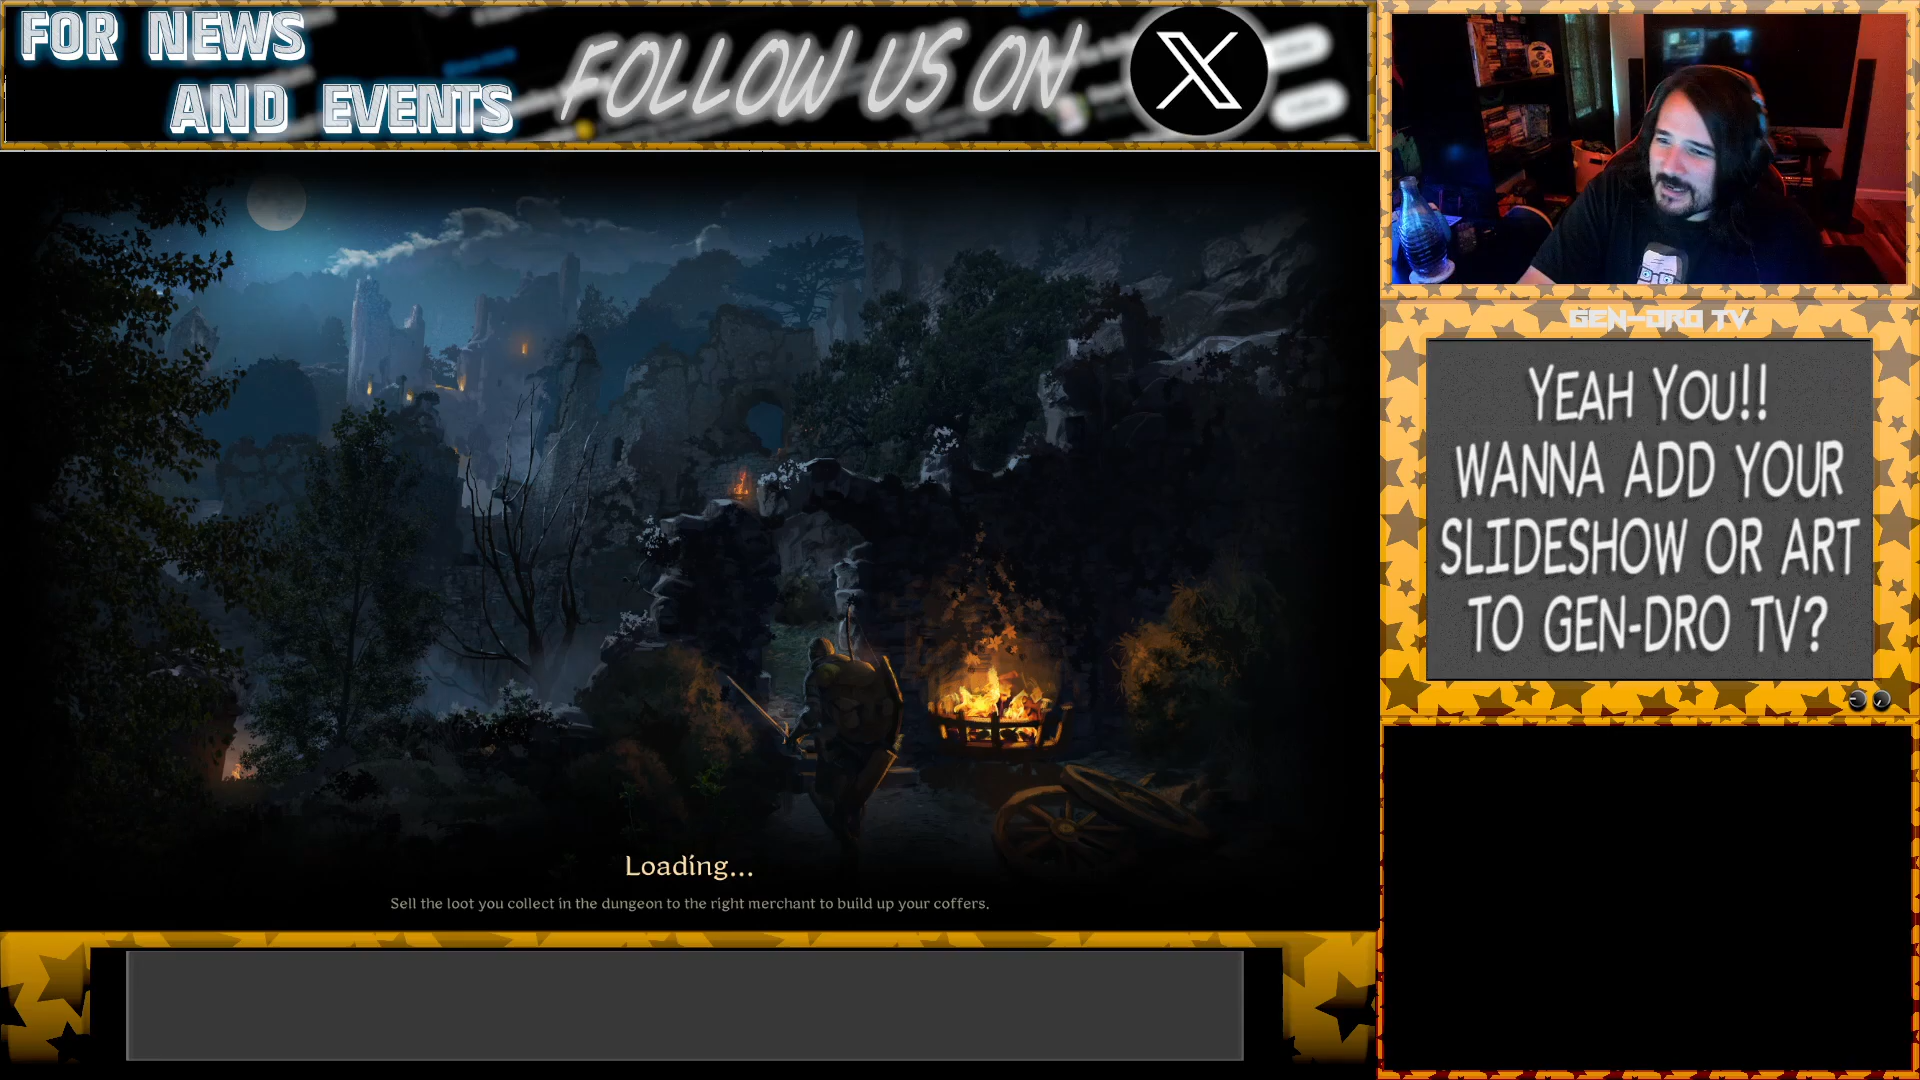 FOR NEWS
AND EVENTS
FOLLOW US ON
X
GEN-DRO TV
YEAH YOU!!
WANNA ADD YOUR
SLIDESHOW OR ART
TO GEN-DRO TV?
Loading...
Sell the loot you collect in the dungeon to the right merchant to build up your coffers.